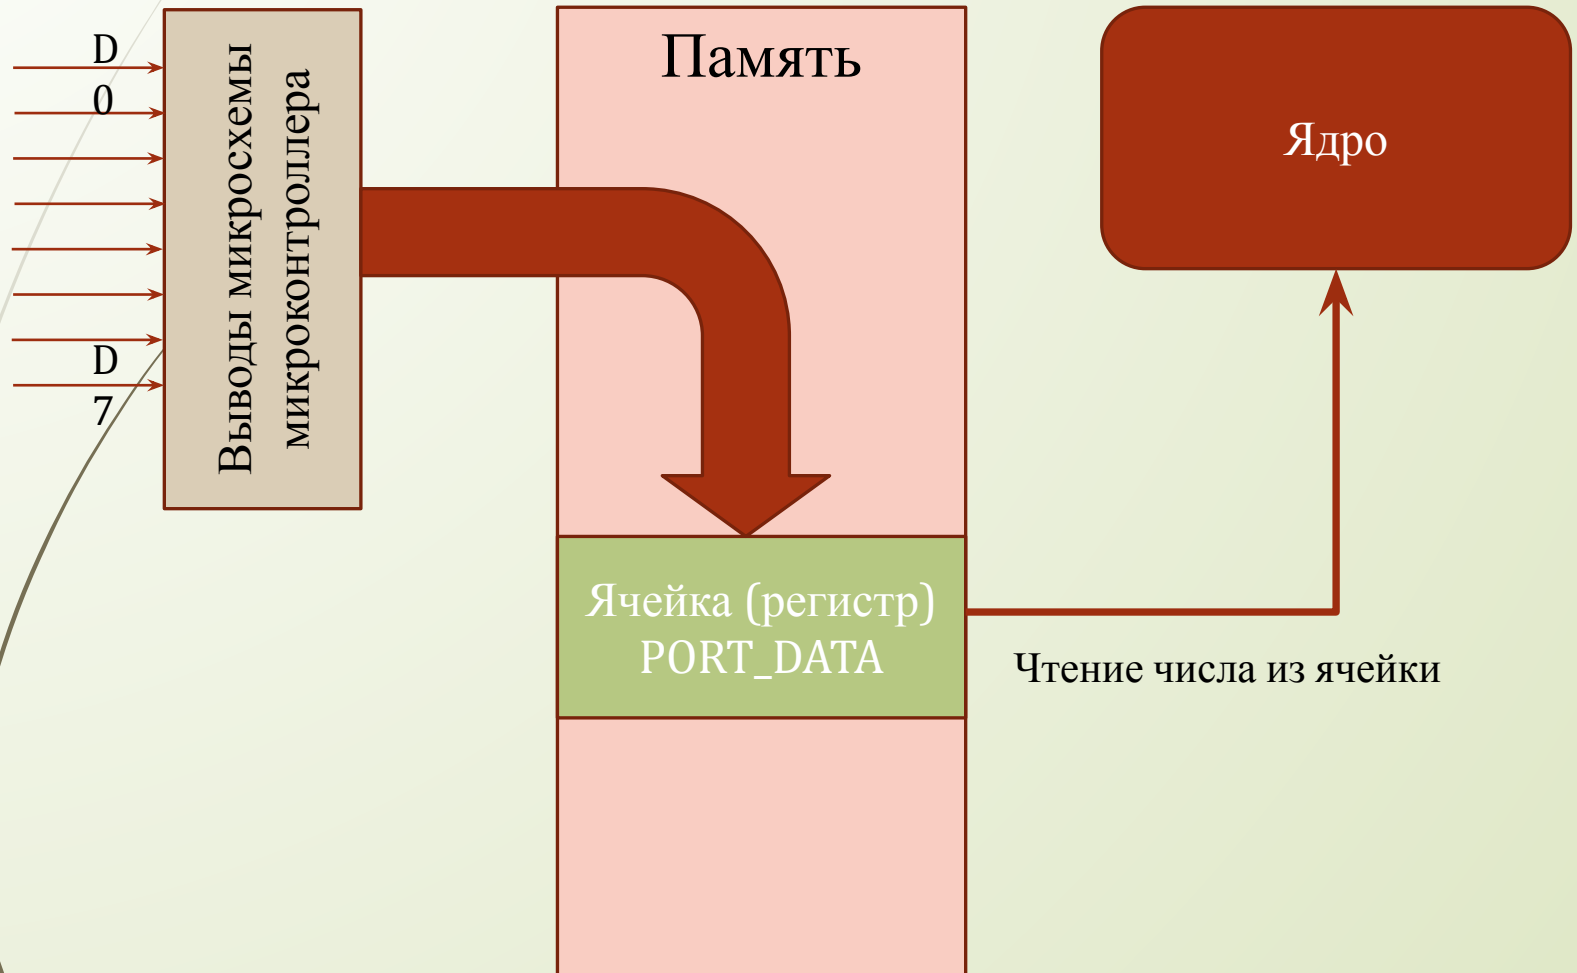 D
0
D
7
Выводы микросхемы
микроконтроллера
Память
Ячейка (регистр)
PORT_DATA
Ядро
Чтение числа из ячейки